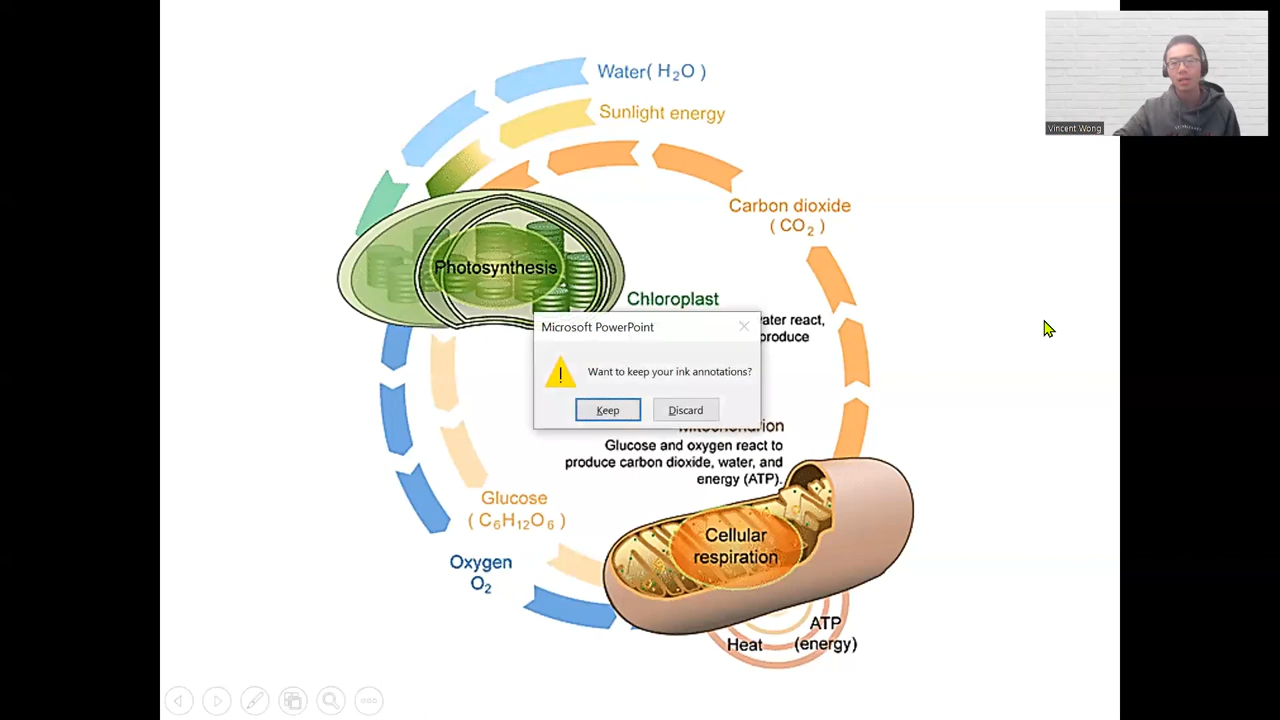 Water( H2O )
Sunlight energy
Vincent Wong
Carbon dioxide
( CO2 )
Photosynthesis
Chloroplast
water react,
produce
Microsoft PowerPoint
Want to keep your ink annotations?
Keep
Discard
Mitochondrion
Glucose and oxygen react to
produce carbon dioxide, water, and
energy (ATP).
Glucose
( C6H12O6 )
Cellular
respiration
Oxygen
O2
ATP
Heat (energy)